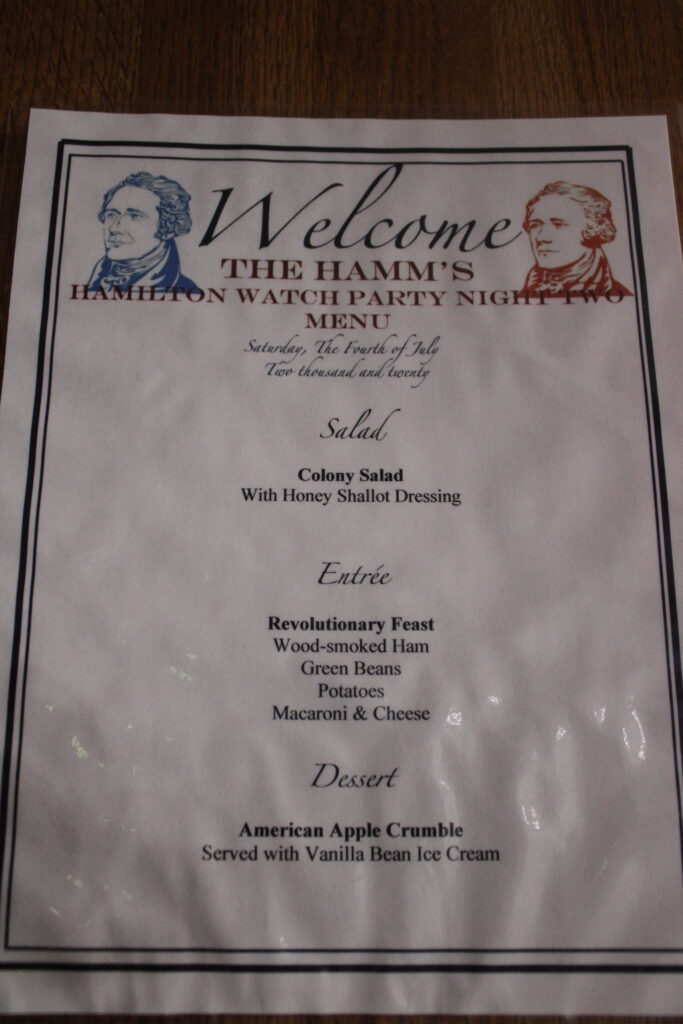 Welcome
THE HAMM'S
HAMILTON WATCH PARTY NIGHT TWO
MENU
Saturday, The Fourth of July
Two thousand and twenty
Salad
Colony Salad
With Honey Shallot Dressing
Entrée
Revolutionary Feast
Wood-smoked Ham
Green Beans
Potatoes
Macaroni & Cheese
Dessert
American Apple Crumble
Served with Vanilla Bean Ice Cream